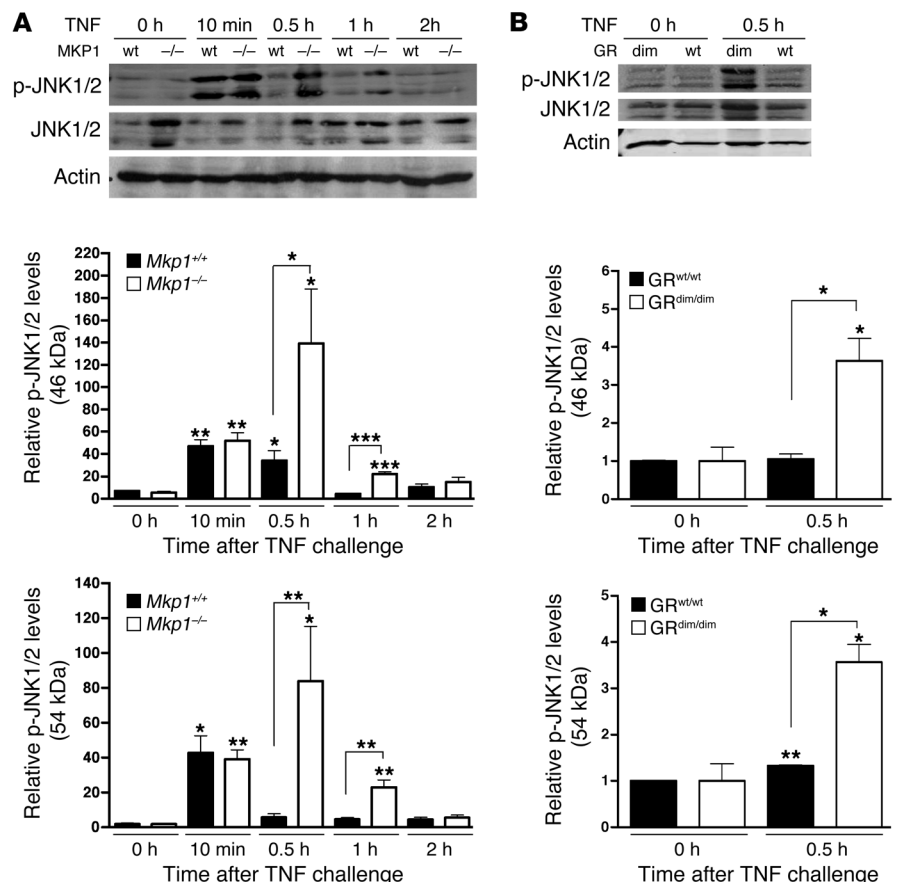 A
TNF 0 h 10 min 0.5 h 1 h 2h
MKP1 wt –/– wt –/– wt –/– wt –/– wt –/–
p-JNK1/2
JNK1/2
Actin
B
TNF 0 h 0.5 h
GR dim wt dim wt
p-JNK1/2
JNK1/2
Actin
Relative p-JNK1/2 levels
(46 kDa)
220
200
180
160
140
120
100
80
60
40
20
0
Mkp1+/+
Mkp1–/–
** ** * * * *** ***
0 h 10 min 0.5 h 1 h 2 h
Time after TNF challenge
Relative p-JNK1/2 levels
(46 kDa)
6
5
4
3
2
1
0
GRwt/wt
GRdim/dim
* *
0 h 0.5 h
Time after TNF challenge
Relative p-JNK1/2 levels
(54 kDa)
140
120
100
80
60
40
20
0
Mkp1+/+
Mkp1–/–
* ** ** * ** **
0 h 10 min 0.5 h 1 h 2 h
Time after TNF challenge
Relative p-JNK1/2 levels
(54 kDa)
5
4
3
2
1
0
GRwt/wt
GRdim/dim
** * *
0 h 0.5 h
Time after TNF challenge